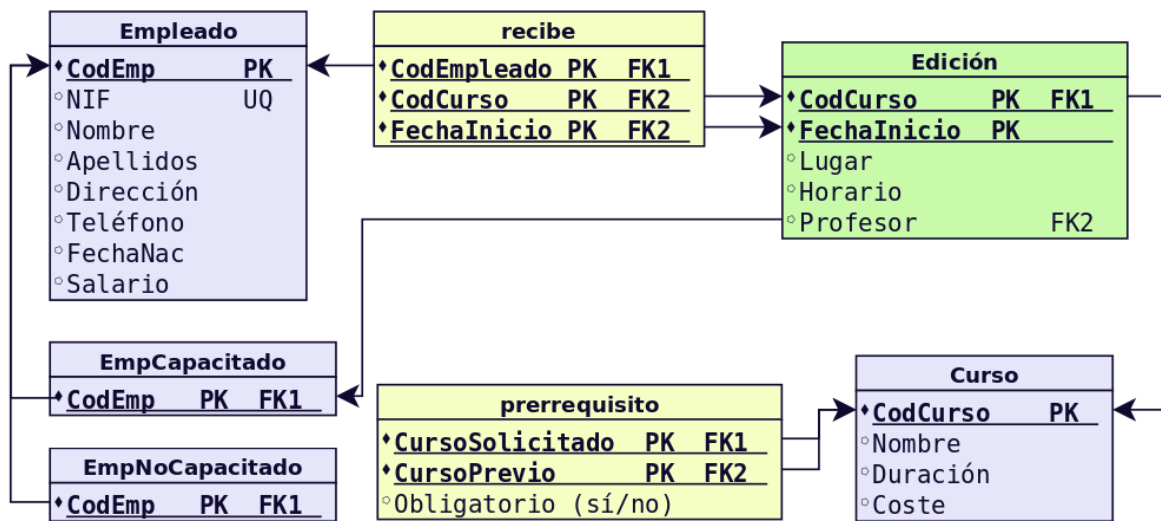 Empleado
CodEmp PK
NIF UQ
Nombre
Apellidos
Dirección
Teléfono
FechaNac
Salario
recibe
CodEmpleado PK FK1
CodCurso PK FK2
FechaInicio PK FK2
Edición
CodCurso PK FK1
FechaInicio PK
Lugar
Horario
Profesor FK2
EmpCapacitado
CodEmp PK FK1
EmpNoCapacitado
CodEmp PK FK1
prerrequisito
CursoSolicitado PK FK1
CursoPrevio PK FK2
Obligatorio (sí/no)
Curso
CodCurso PK
Nombre
Duración
Coste